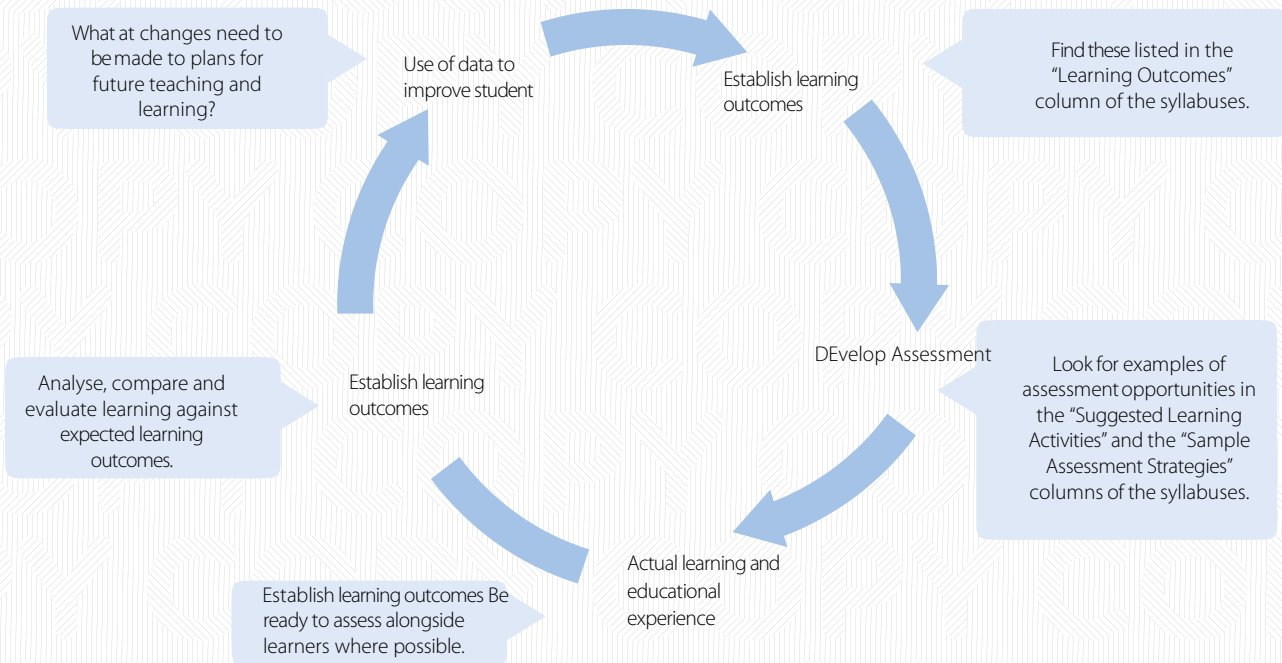 What at changes need to
be made to plans for
future teaching and
learning?
Use of data to
improve student
Establish learning
outcomes
Find these listed in the
“Learning Outcomes”
column of the syllabuses.
DEvelop Assessment
Look for examples of
assessment opportunities in
the “Suggested Learning
Activities” and the “Sample
Assessment Strategies”
columns of the syllabuses.
Actual learning and
educational
experience
Establish learning outcomes Be
ready to assess alongside
learners where possible.
Establish learning
outcomes
Analyse, compare and
evaluate learning against
expected learning
outcomes.